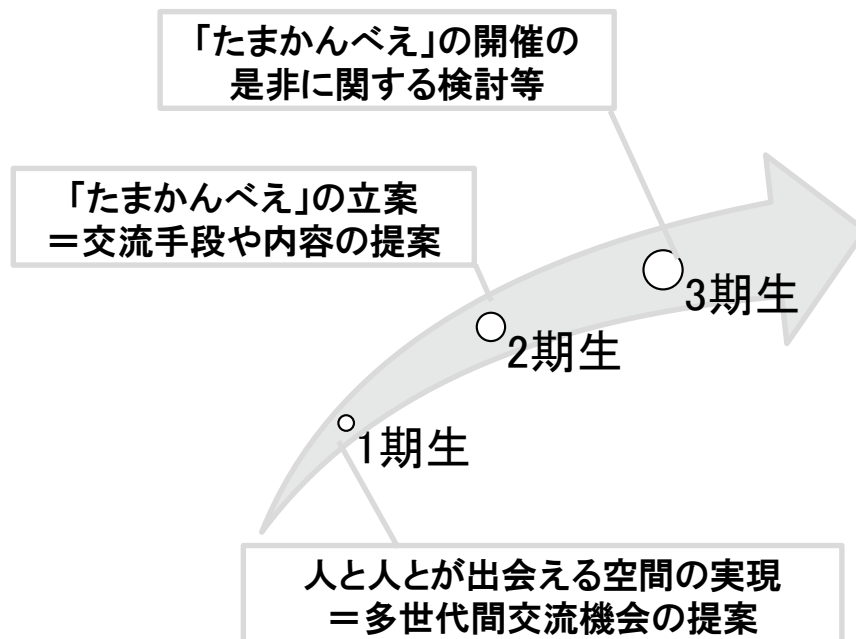 「たまかんべえ」の開催の
是非に関する検討等
「たまかんべえ」の立案
＝交流手段や内容の提案
3期生
2期生
1期生
人と人とが出会える空間の実現
＝多世代間交流機会の提案